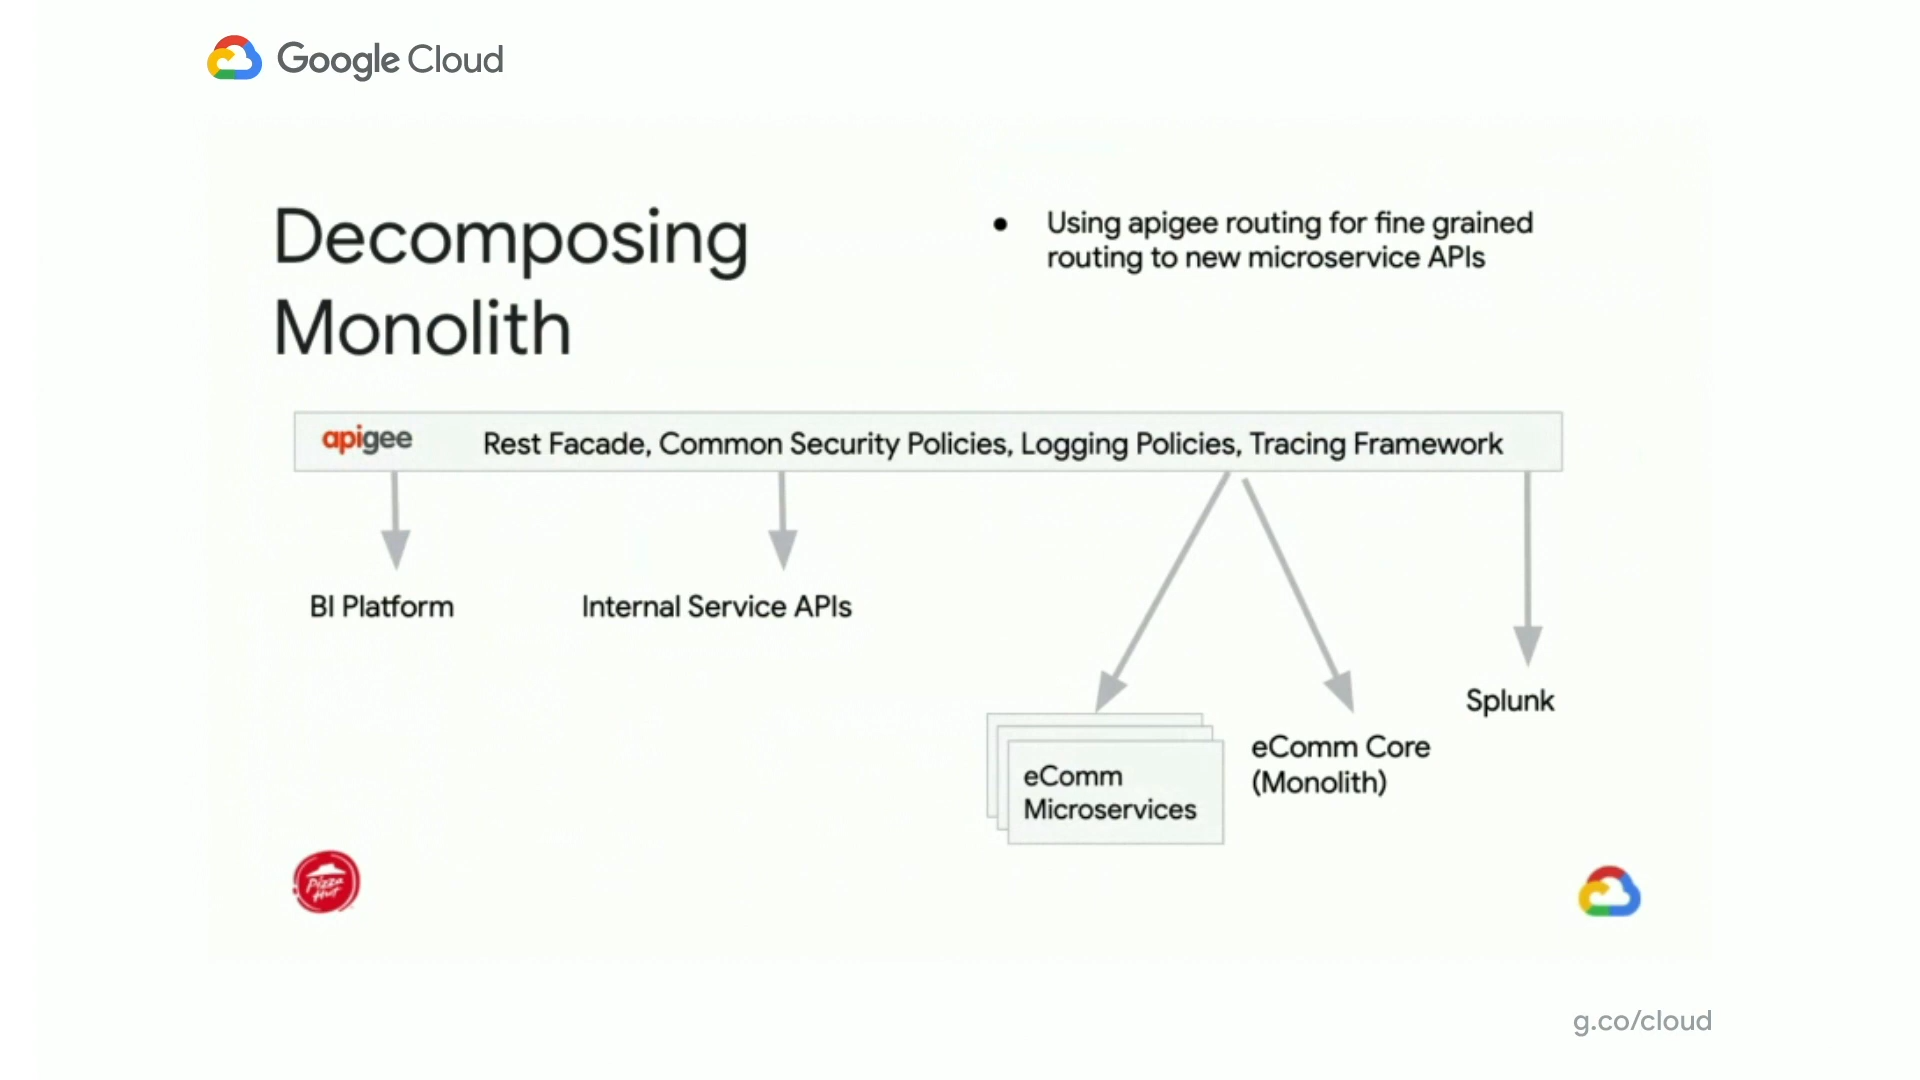 Google Cloud
Decomposing
Monolith
● Using apigee routing for fine grained
routing to new microservice APIs
apigee
Rest Facade, Common Security Policies, Logging Policies, Tracing Framework
BI Platform
Internal Service APIs
eComm
Microservices
eComm Core
(Monolith)
Splunk
Pizza
Hut
g.co/cloud